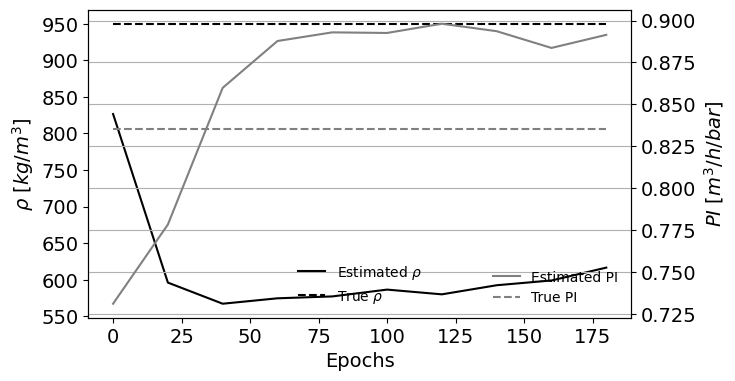 950
900
850
800
750
700
650
600
550
ρ [kg/m³]
0.900
0.875
0.850
0.825
0.800
0.775
0.750
0.725
PI [m³/h/bar]
Estimated ρ
True ρ
Estimated PI
True PI
0 25 50 75 100 125 150 175
Epochs